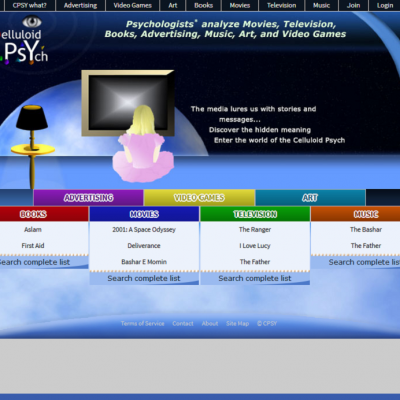 CPSY what?
Advertising
Video Games
Art
Books
Movies
Television
Music
Join
Login
elluloid
PSYch
Psychologists* analyze Movies, Television,
Books, Advertising, Music, Art, and Video Games
The media lures us with stories and
messages...
Discover the hidden meaning
Enter the world of the Celluloid Psych
ADVERTISING
VIDEO GAMES
ART
BOOKS
MOVIES
TELEVISION
MUSIC
Aslam
2001: A Space Odyssey
The Ranger
The Bashar
First Aid
Deliverance
I Love Lucy
The Father
Bashar E Momin
The Father
Search complete list
Search complete list
Search complete list
Search complete list
Terms of Service
Contact
About
Site Map
© CPSY